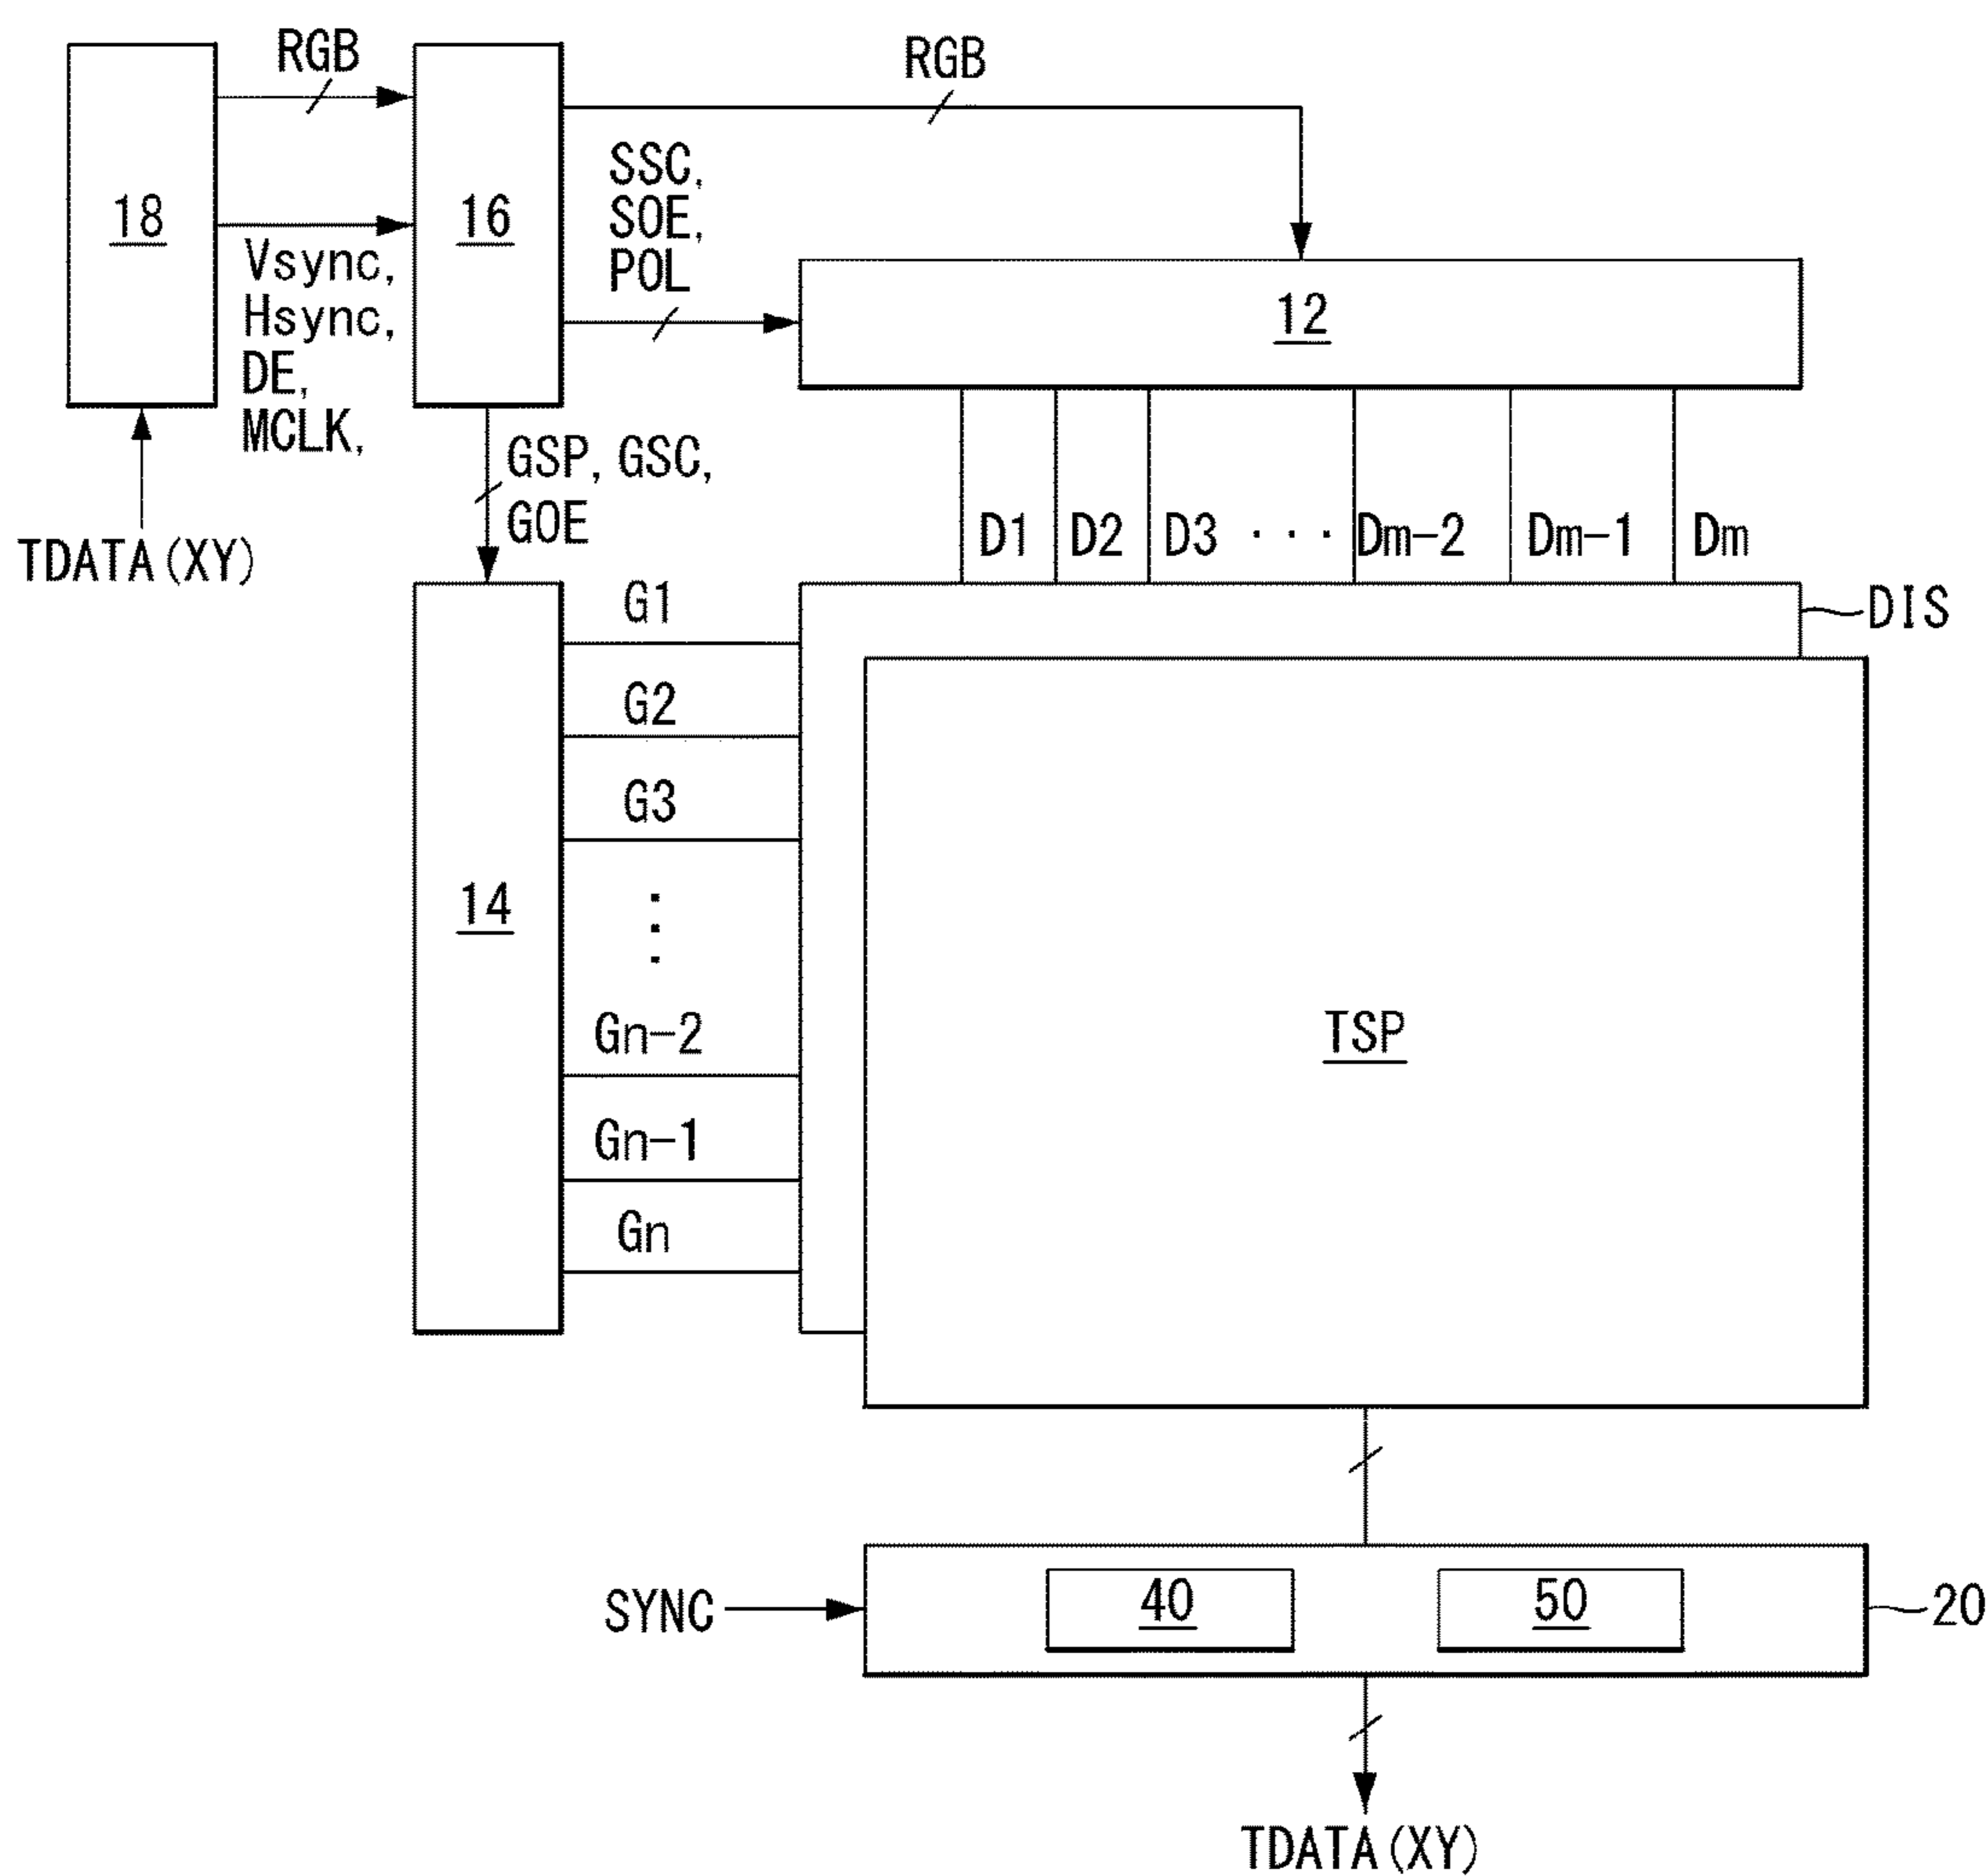 RGB
RGB
18
16
SSC,
SOE,
POL
Vsync,
Hsync,
DE,
MCLK,
12
GSP, GSC,
GOE
TDATA(XY)
D1 D2 D3 ··· Dm-2 Dm-1 Dm
DIS
G1
G2
G3
⋮
14
Gn-2
Gn-1
Gn
TSP
SYNC
40
50
20
TDATA(XY)